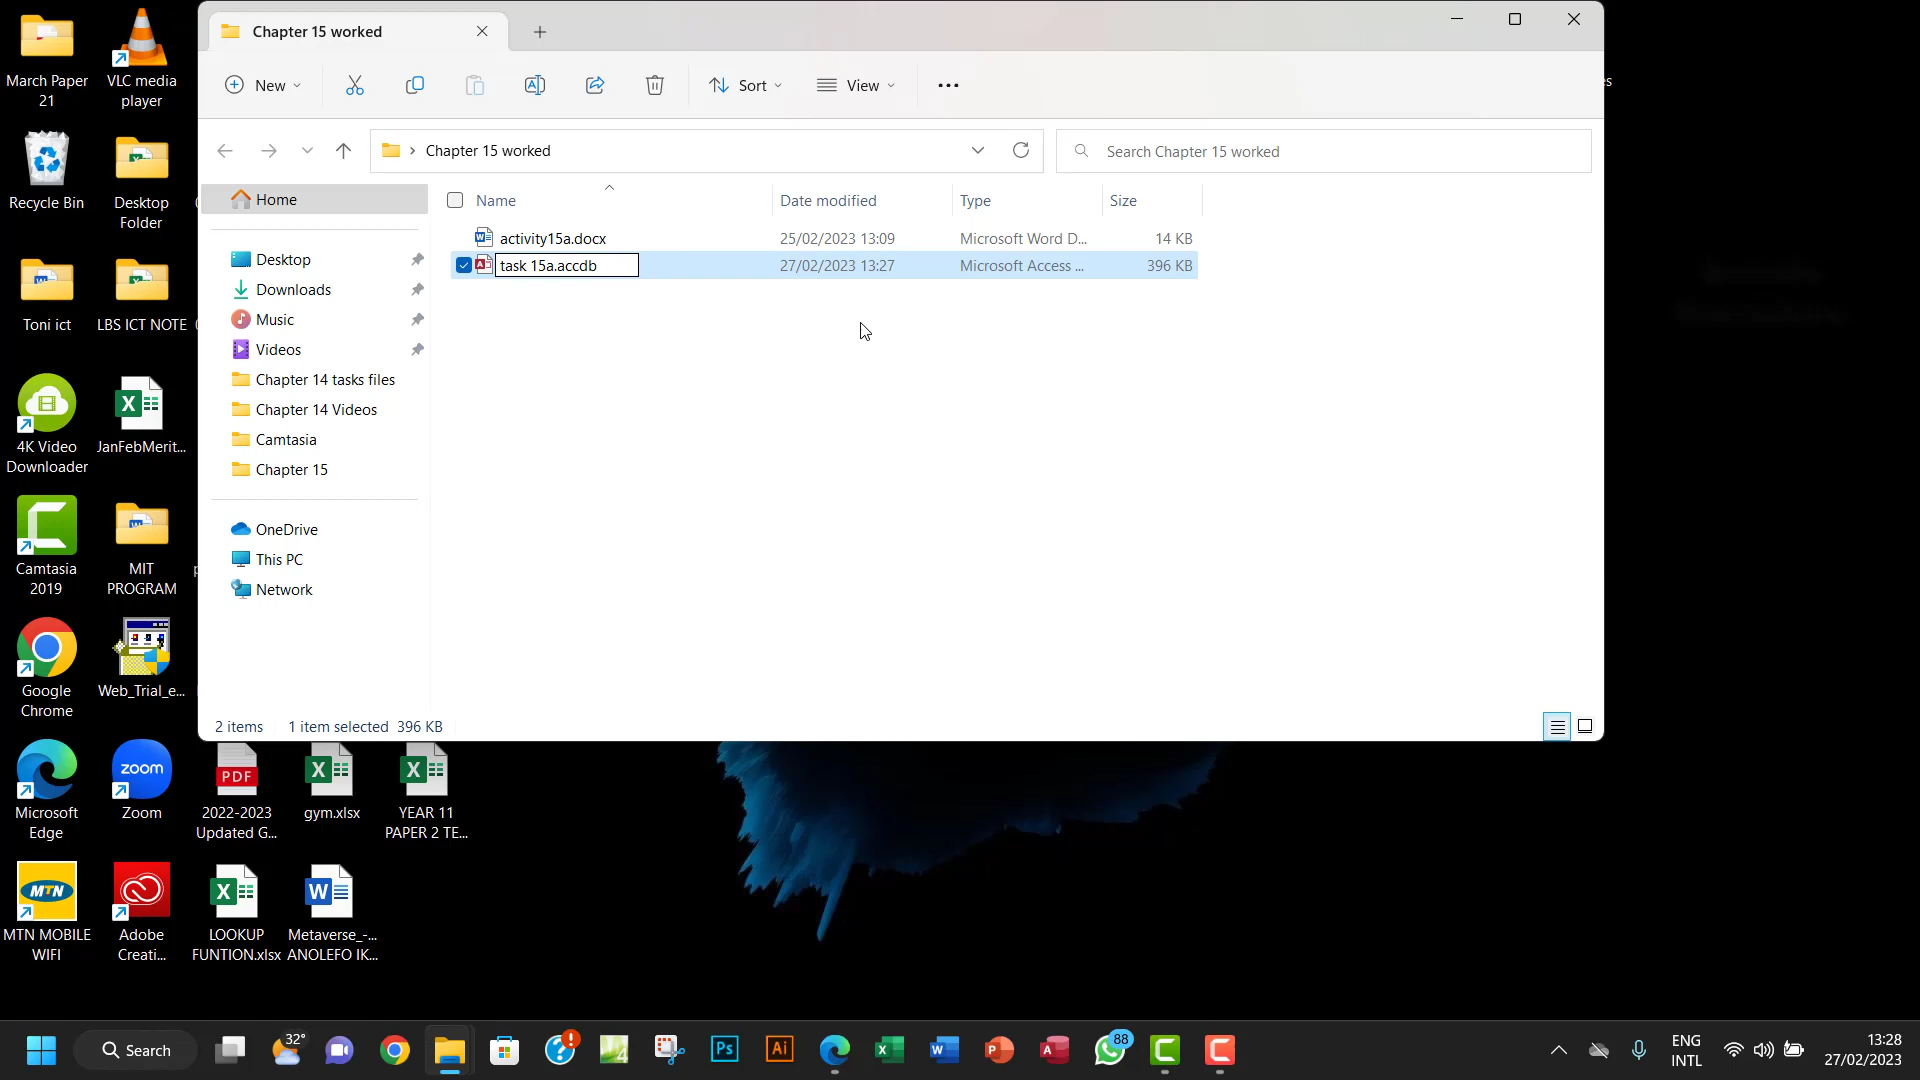 March Paper
21
VLC media
player
Recycle Bin
Desktop
Folder
Toni ict
LBS ICT NOTE
4K Video
Downloader
JanFebMerit...
Camtasia
2019
MIT
PROGRAM
Google
Chrome
Web_Trial_e...
Microsoft
Edge
Zoom
zoom
PDF
2022-2023
Updated G...
gym.xlsx
YEAR 11
PAPER 2 TE...
MTN
MTN MOBILE
WIFI
Adobe
Creati...
LOOKUP
FUNTION.xlsx
Metaverse_-...
ANOLEFO IK...
Chapter 15 worked
New
Sort
View
Chapter 15 worked
Search Chapter 15 worked
Home
Desktop
Downloads
Music
Videos
Chapter 14 tasks files
Chapter 14 Videos
Camtasia
Chapter 15
OneDrive
This PC
Network
Name Date modified Type Size
activity15a.docx 25/02/2023 13:09 Microsoft Word D... 14 KB
task 15a.accdb 27/02/2023 13:27 Microsoft Access ... 396 KB
2 items 1 item selected 396 KB
Search
32°
Ps
Ai
88
ENG
INTL
13:28
27/02/2023